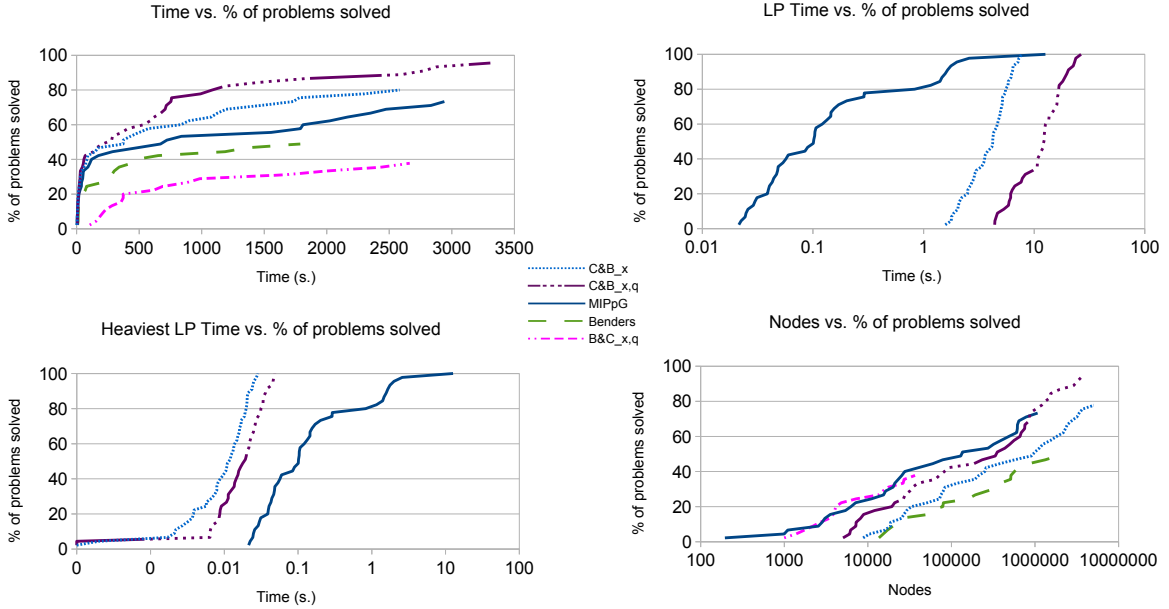 Time vs. % of problems solved
% of problems solved
100
80
60
40
20
0
0 500 1000 1500 2000 2500 3000 3500
Time (s.)
LP Time vs. % of problems solved
% of problems solved
100
80
60
40
20
0
0.01 0.1 1 10 100
Time (s.)
C&B_x
C&B_x,q
MIPpG
Benders
B&C_x,q
Heaviest LP Time vs. % of problems solved
% of problems solved
100
80
60
40
20
0
0 0 0.01 0.1 1 10 100
Time (s.)
Nodes vs. % of problems solved
% of problems solved
100
80
60
40
20
0
100 1000 10000 100000 1000000 10000000
Nodes